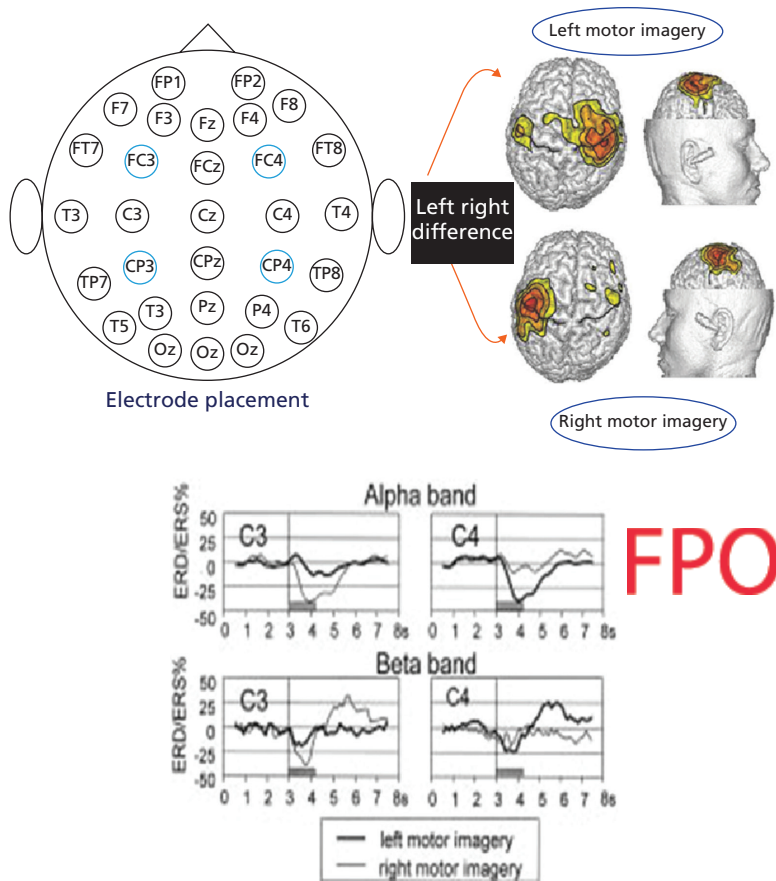 FP1 FP2
F7 F3 Fz F4 F8
FT7 FC3 FCz FC4 FT8
T3 C3 Cz C4 T4
TP7 CP3 CPz CP4 TP8
T5 T3 Pz P4 T6
Oz Oz Oz
Electrode placement
Left right
difference
Left motor imagery
Right motor imagery
Alpha band
ERD/ERS%
50
25
0
-25
-50
C3
0 1 2 3 4 5 6 7 8s
C4
0 1 2 3 4 5 6 7 8s
FPO
Beta band
ERD/ERS%
50
25
0
-25
-50
C3
0 1 2 3 4 5 6 7 8s
C4
0 1 2 3 4 5 6 7 8s
left motor imagery
right motor imagery